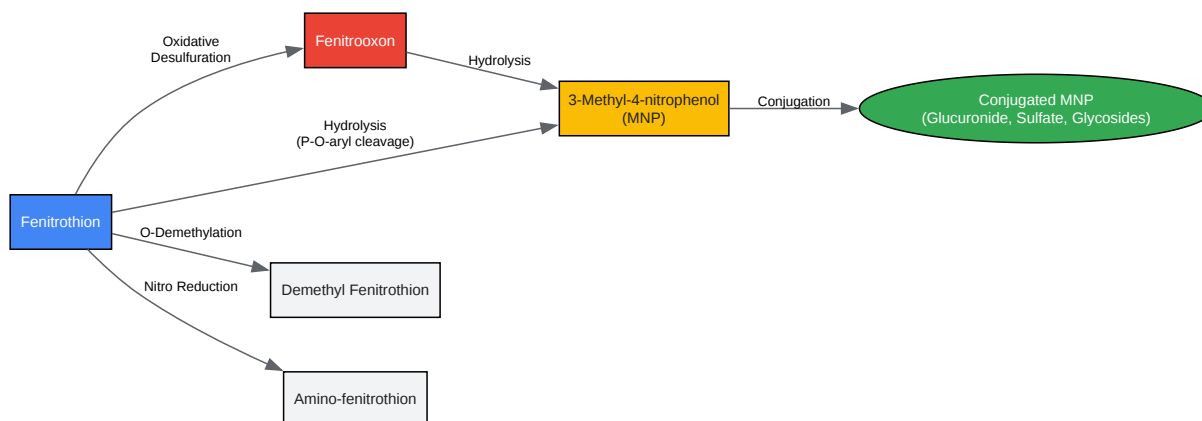 Oxidative
Desulfuration
Fenitrooxon
Hydrolysis
3-Methyl-4-nitrophenol
(MNP)
Conjugation
Conjugated MNP
(Glucuronide, Sulfate, Glycosides)
Hydrolysis
(P-O-aryl cleavage)
Fenitrothion
O-Demethylation
Demethyl Fenitrothion
Nitro Reduction
Amino-fenitrothion